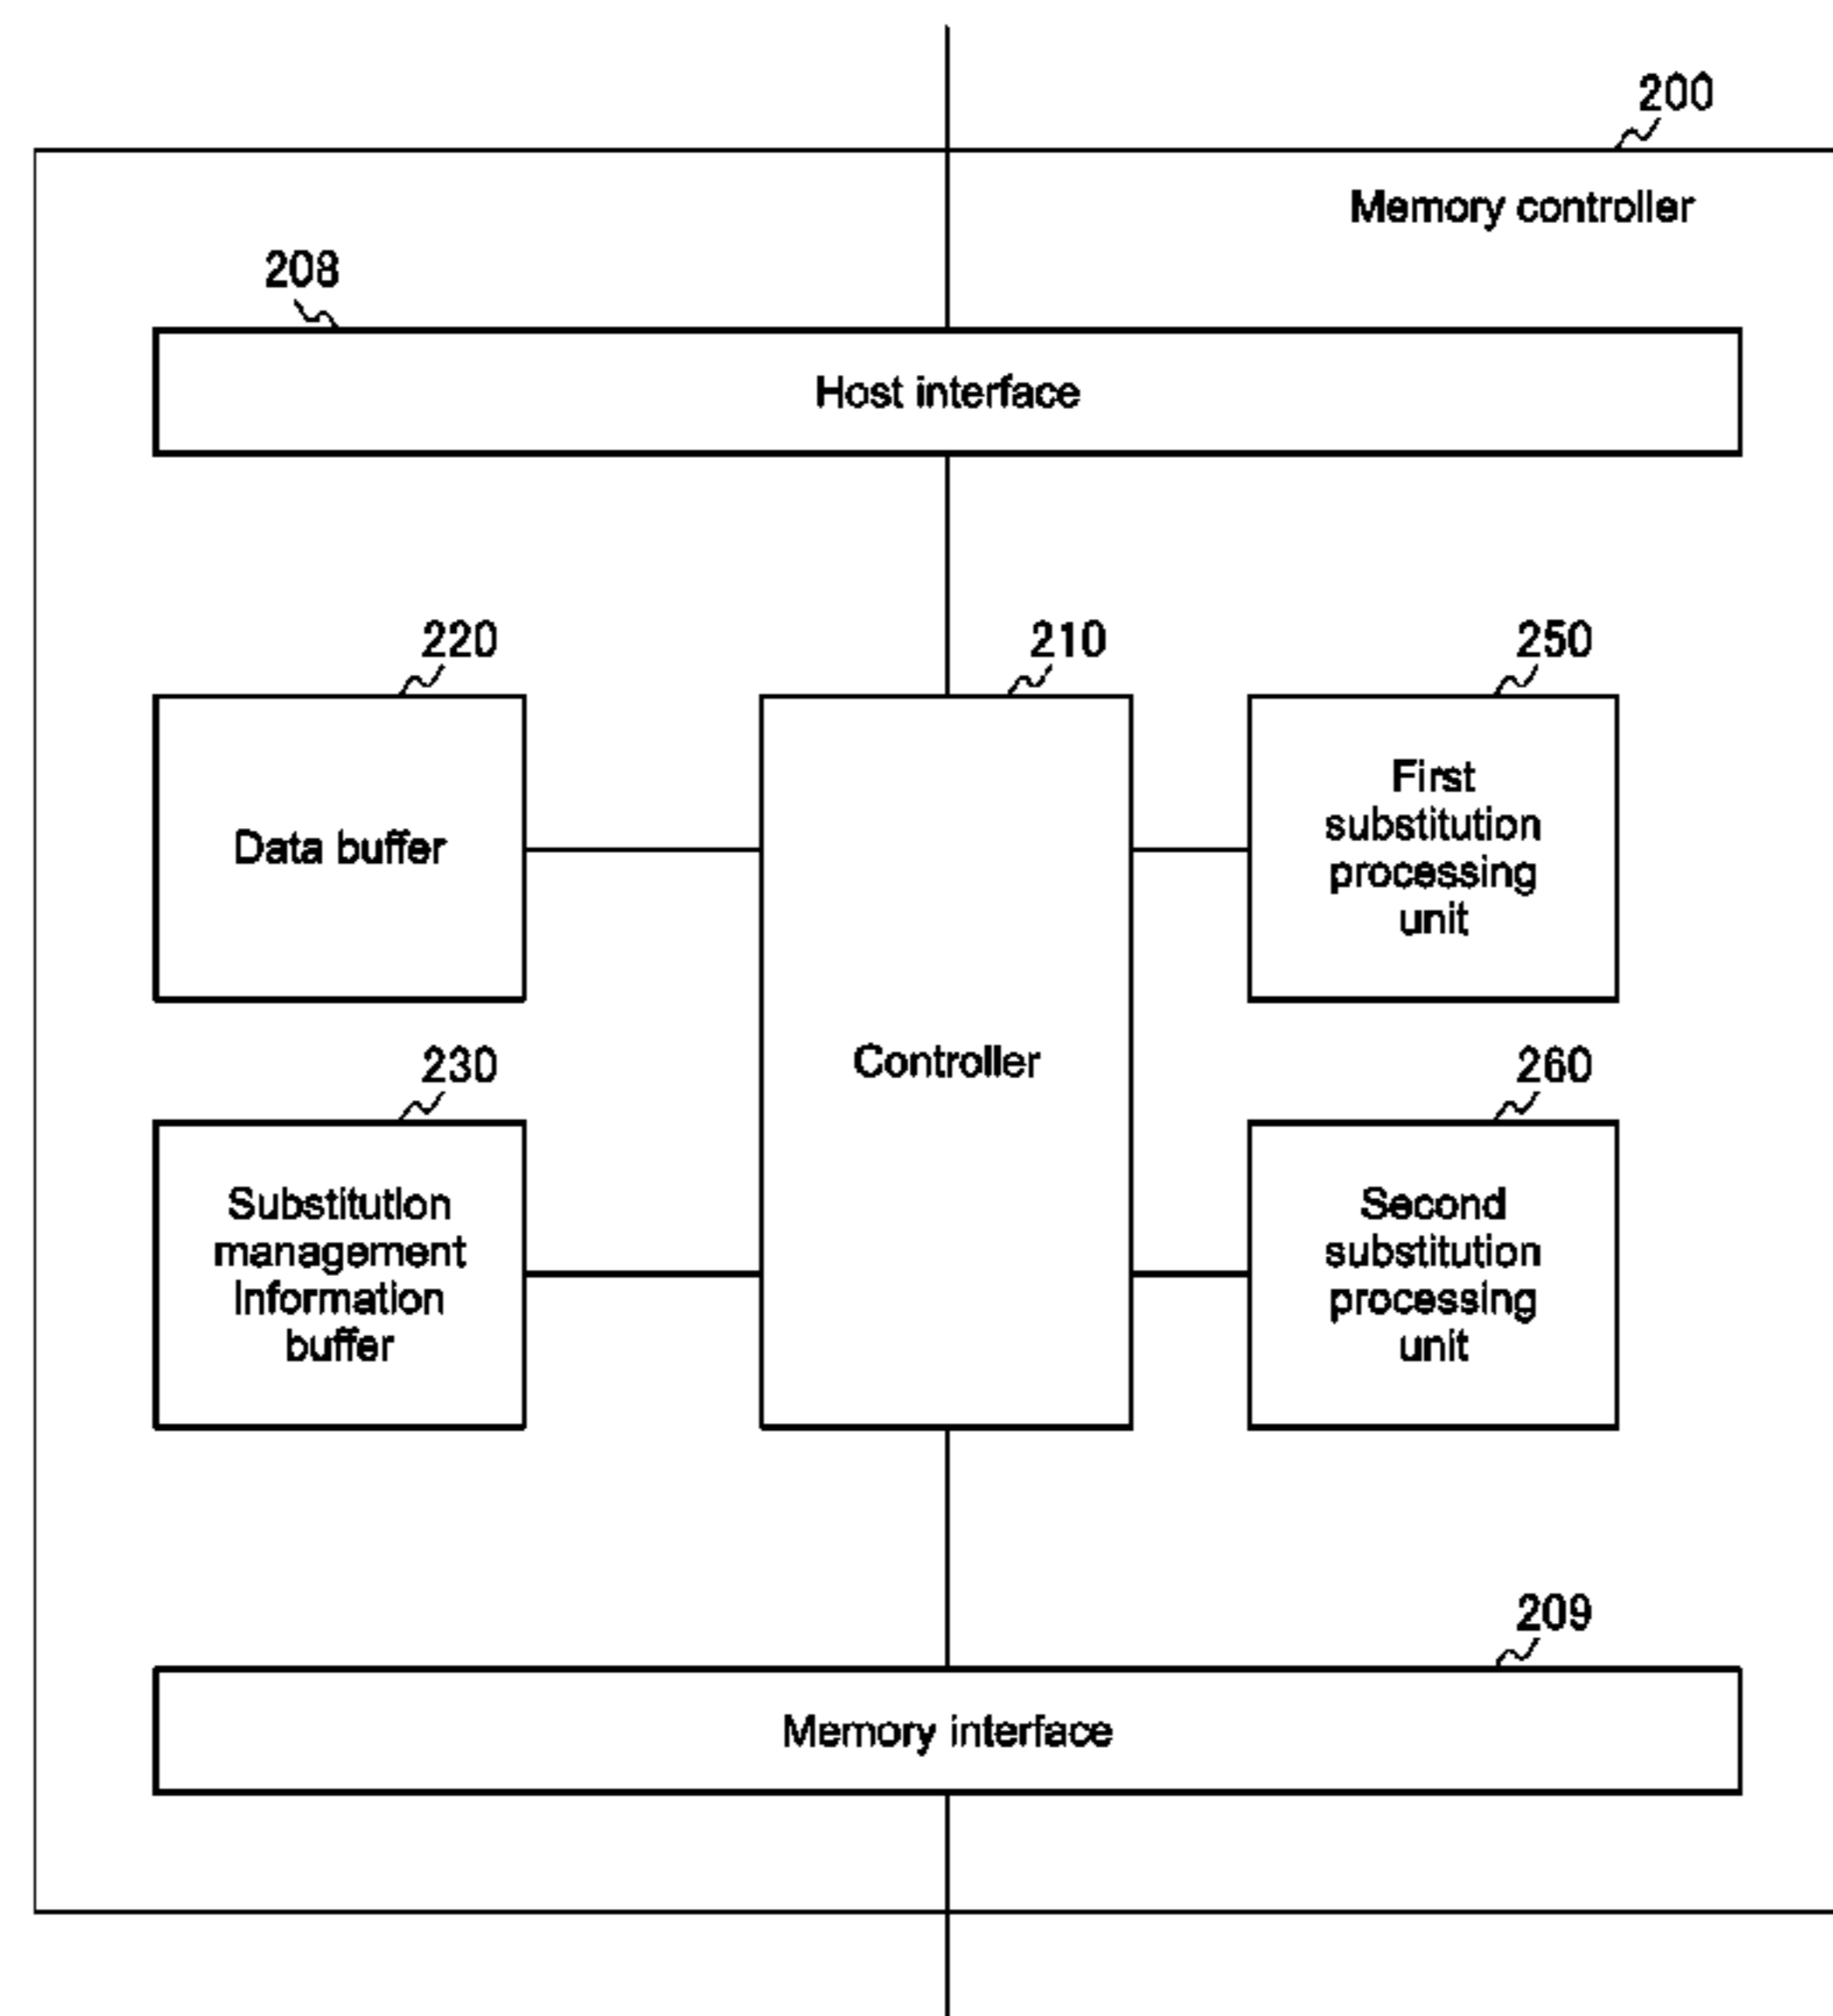 200
Memory controller
208
Host interface
220
210
250
Data buffer
First
substitution
processing
unit
Controller
230
260
Substitution
management
Information
buffer
Second
substitution
processing
unit
209
Memory interface